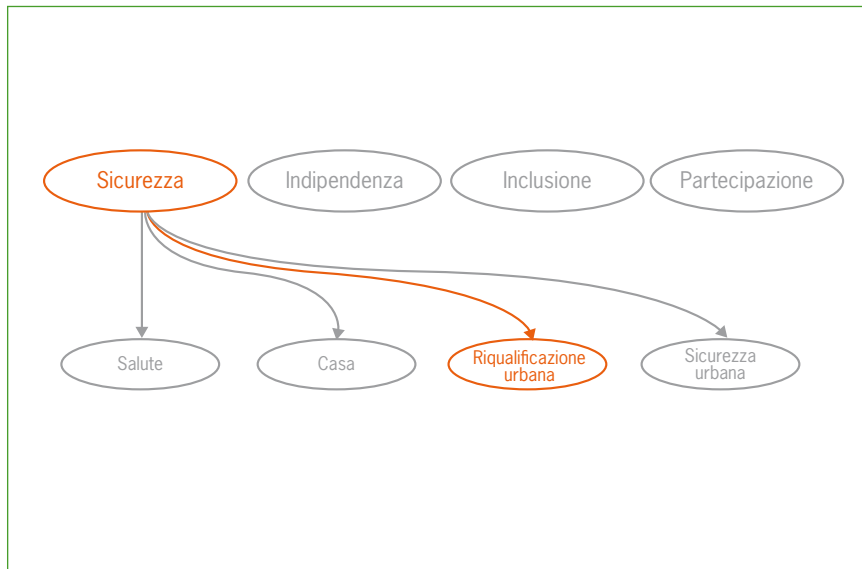 Sicurezza
Indipendenza
Inclusione
Partecipazione
Salute
Casa
Riqualificazione
urbana
Sicurezza
urbana